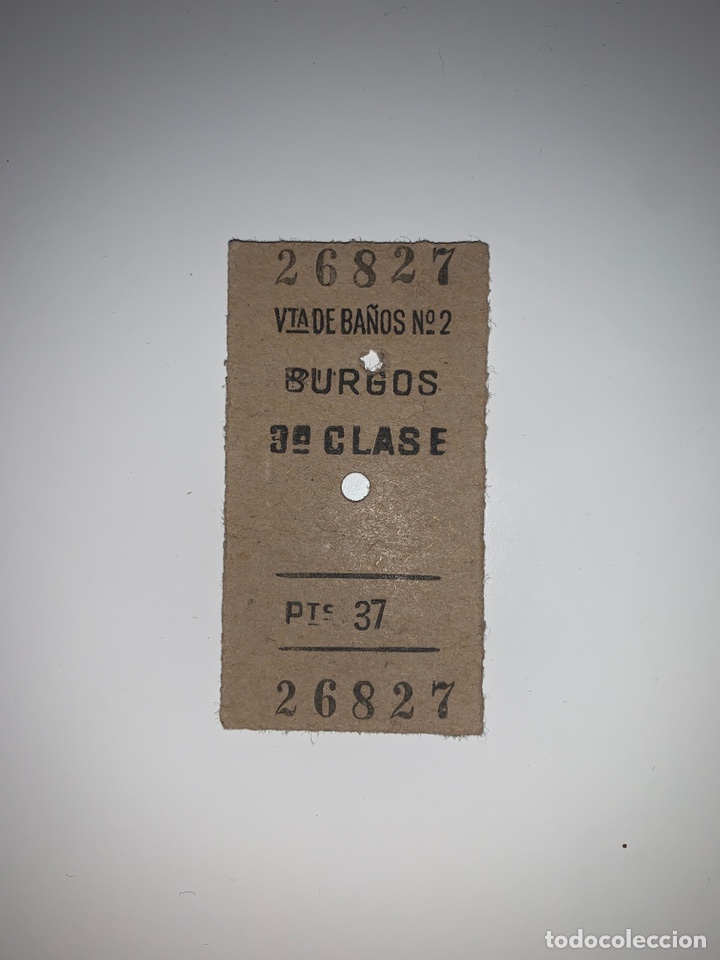 26827
VTA DE BAÑOS Nº 2
BURGOS
3ª CLASE
PTS 37
26827
todocoleccion